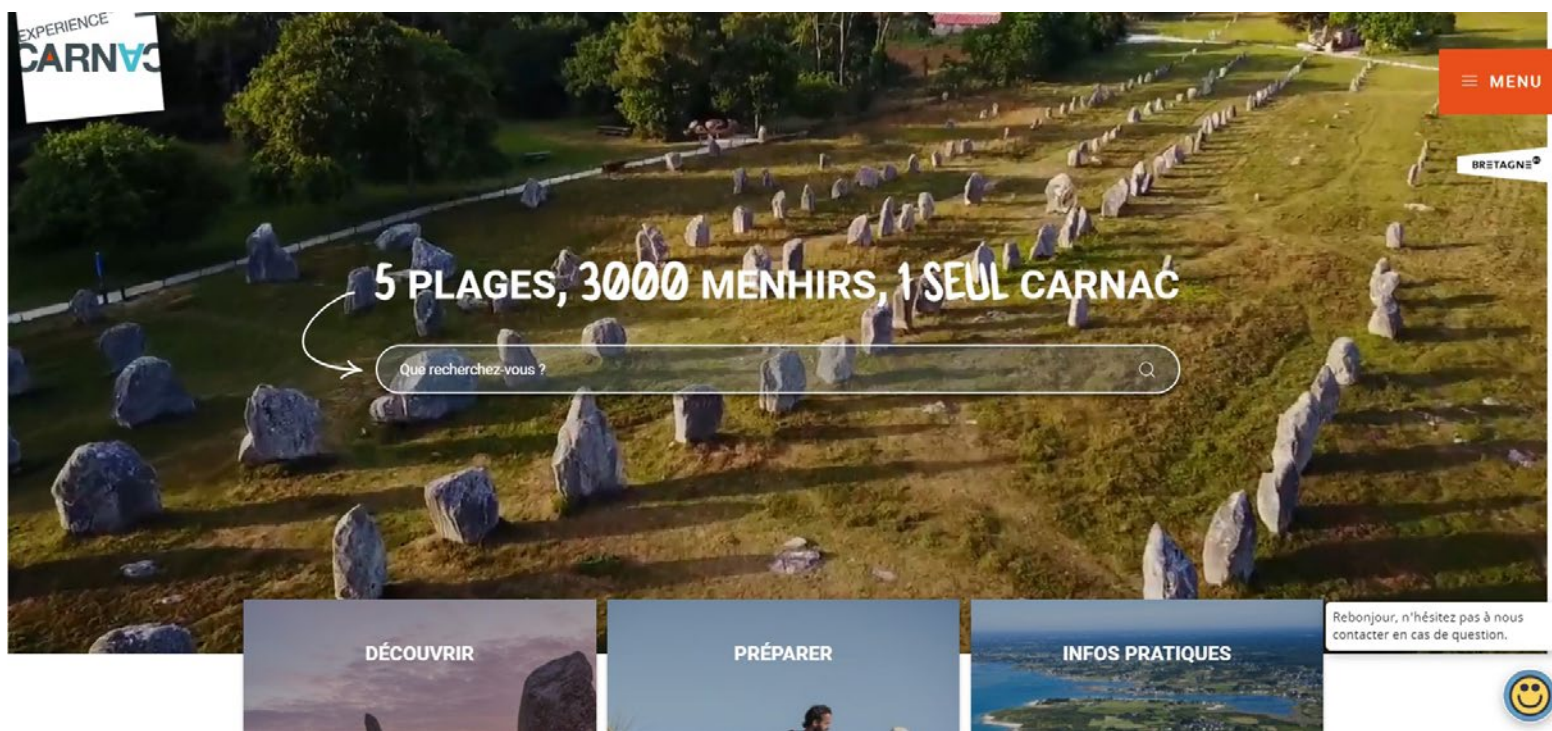 EXPERIENCE
CARNAC
MENU
BRETAGNE
5 PLAGES, 3000 MENHIRS, 1 SEUL CARNAC
Que recherchez-vous ?
DÉCOUVRIR
PRÉPARER
INFOS PRATIQUES
Rebonjour, n'hésitez pas à nous
contacter en cas de question.